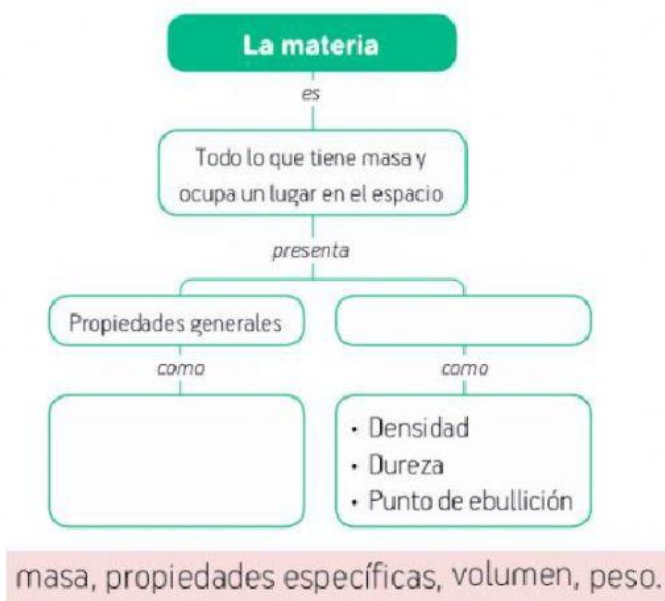 La materia
es
Todo lo que tiene masa y
ocupa un lugar en el espacio
presenta
Propiedades generales
como
como
• Densidad
• Dureza
• Punto de ebullición
masa, propiedades específicas, volumen, peso.